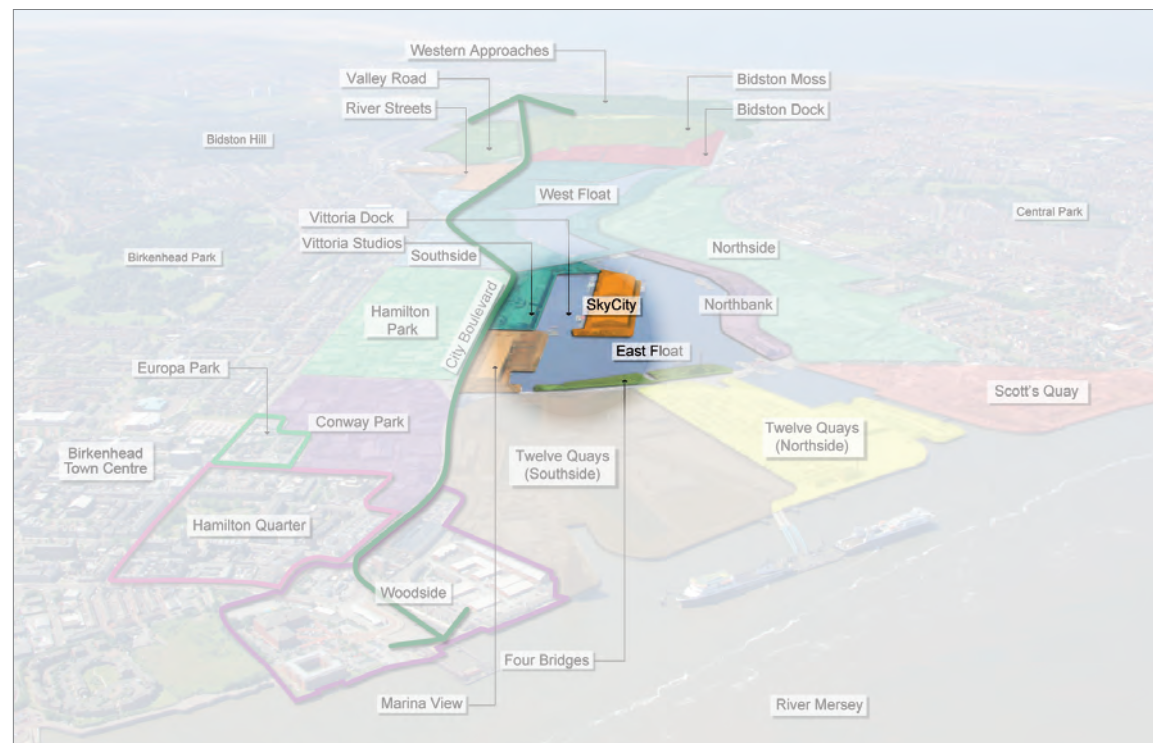 Western Approaches
Valley Road
Bidston Moss
River Streets
Bidston Dock
Bidston Hill
West Float
Vittoria Dock
Central Park
Vittoria Studios
Southside
Northside
Birkenhead Park
SkyCity
Northbank
Hamilton
Park
City Boulevard
East Float
Europa Park
Scott's Quay
Conway Park
Twelve Quays
(Northside)
Birkenhead
Town Centre
Twelve Quays
(Southside)
Hamilton Quarter
Woodside
Four Bridges
Marina View
River Mersey